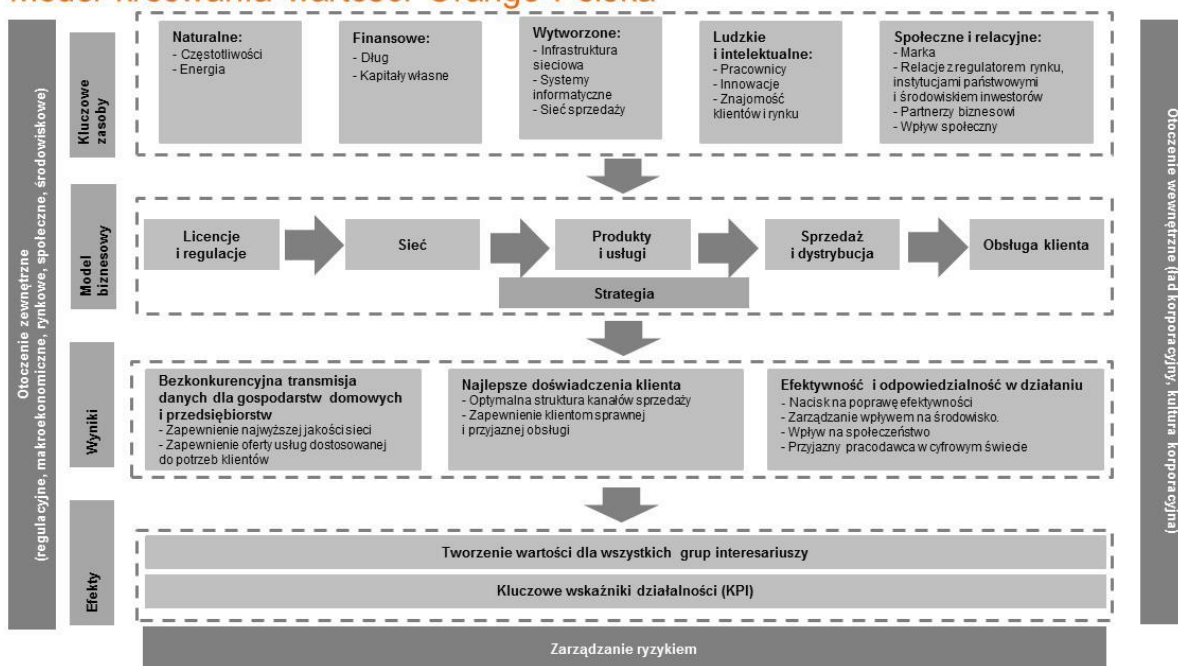 Model kreowania wartości Orange Polska
Otoczenie zewnętrzne
(regulacyjne, makroekonomiczne, rynkowe, społeczne, środowiskowe)
Kluczowe
zasoby
Naturalne:
- Częstotliwości
- Energia
Finansowe:
- Dług
- Kapitały własne
Wytworzone:
- Infrastruktura
sieciowa
- Systemy
informatyczne
- Sieć sprzedaży
Ludzkie
i intelektualne:
- Pracownicy
- Innowacje
- Znajomość
klientów i rynku
Społeczne i relacyjne:
- Marka
- Relacje z regulatorem rynku,
instytucjami państwowymi
i środowiskiem inwestorów
- Partnerzy biznesowi
- Wpływ społeczny
Model
biznesowy
Licencje
i regulacje
Sieć
Produkty
i usługi
Sprzedaż
i dystrybucja
Obsługa klienta
Strategia
Wyniki
Bezkonkurencyjna transmisja
danych dla gospodarstw domowych
i przedsiębiorstw
- Zapewnienie najwyższej jakości sieci
- Zapewnienie oferty usług dostosowanej
do potrzeb klientów
Najlepsze doświadczenia klienta
- Optymalna struktura kanałów sprzedaży
- Zapewnienie klientom sprawnej
i przyjaznej obsługi
Efektywność i odpowiedzialność w działaniu
- Nacisk na poprawę efektywności
- Zarządzanie wpływem na środowisko.
- Wpływ na społeczeństwo
- Przyjazny pracodawca w cyfrowym świecie
Efekty
Tworzenie wartości dla wszystkich grup interesariuszy
Kluczowe wskaźniki działalności (KPI)
Zarządzanie ryzykiem
Otoczenie wewnętrzne (ład korporacyjny, kultura korporacyjna)